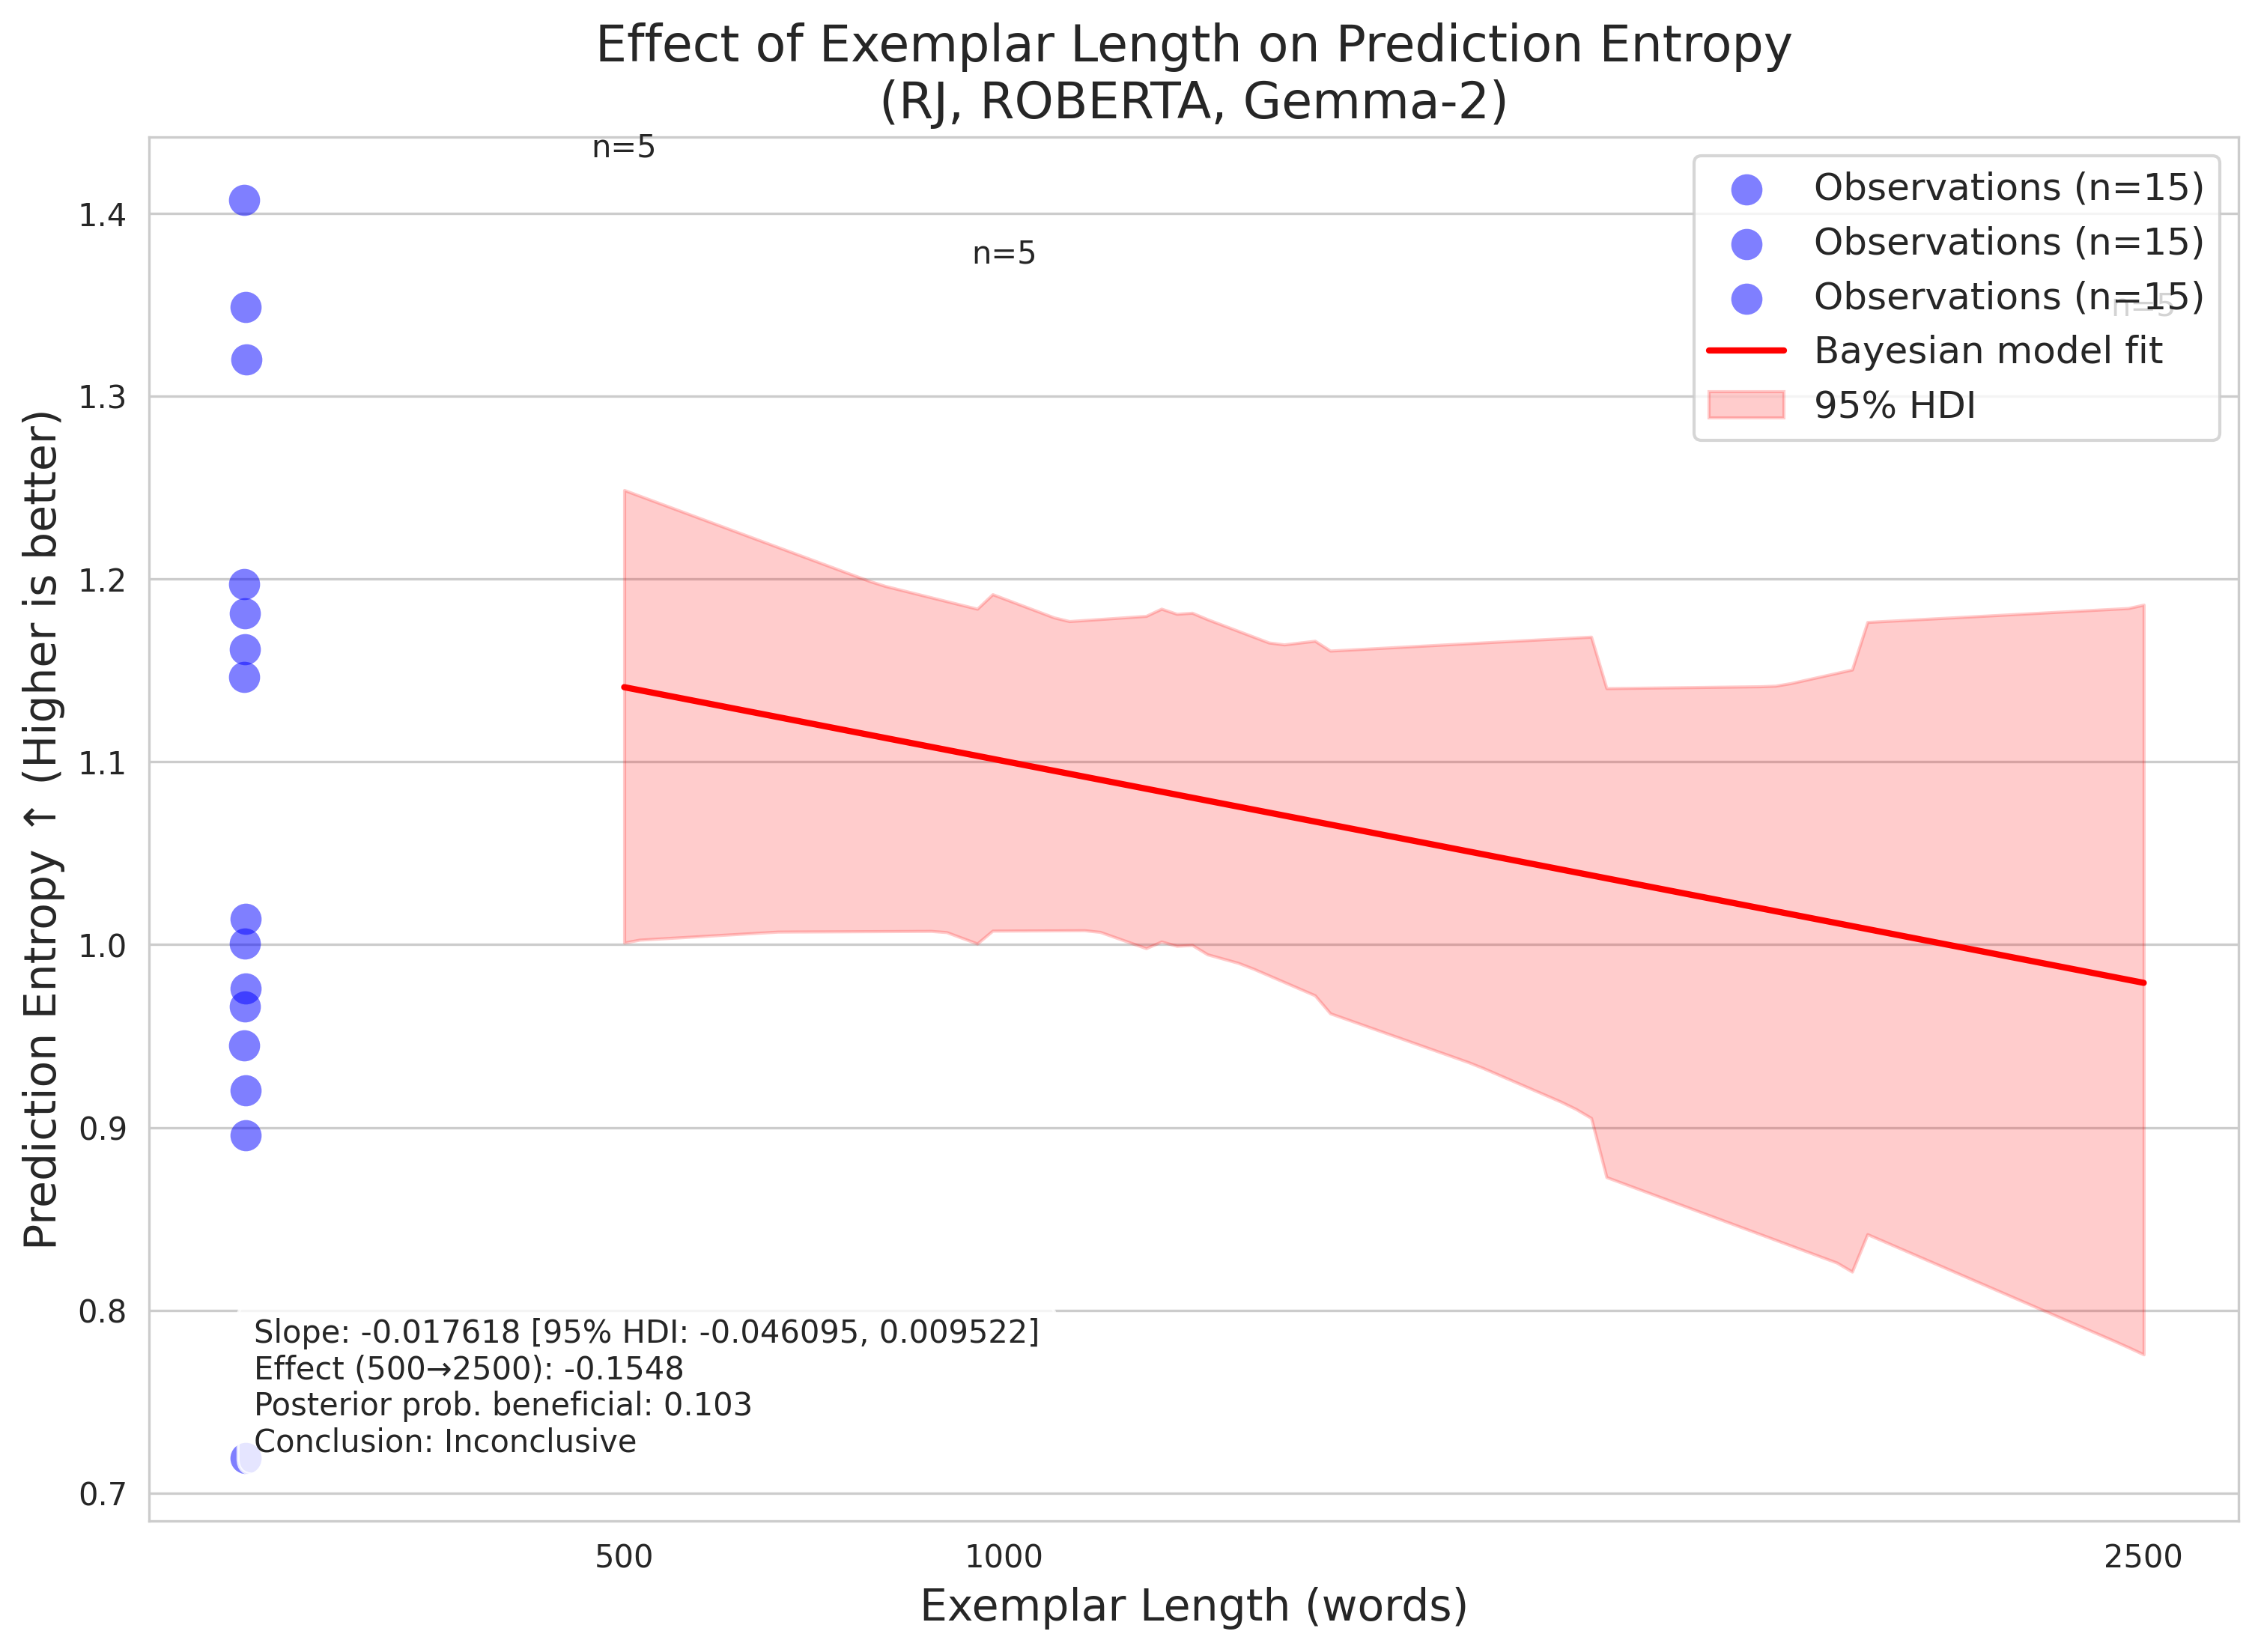 Effect of Exemplar Length on Prediction Entropy
(RJ, ROBERTA, Gemma-2)
n=5
n=5
n=5
Observations (n=15)
Observations (n=15)
Observations (n=15)
Bayesian model fit
95% HDI
Prediction Entropy ↑ (Higher is better)
1.4
1.3
1.2
1.1
1.0
0.9
0.8
0.7
Slope: -0.017618 [95% HDI: -0.046095, 0.009522]
Effect (500→2500): -0.1548
Posterior prob. beneficial: 0.103
Conclusion: Inconclusive
500
1000
2500
Exemplar Length (words)